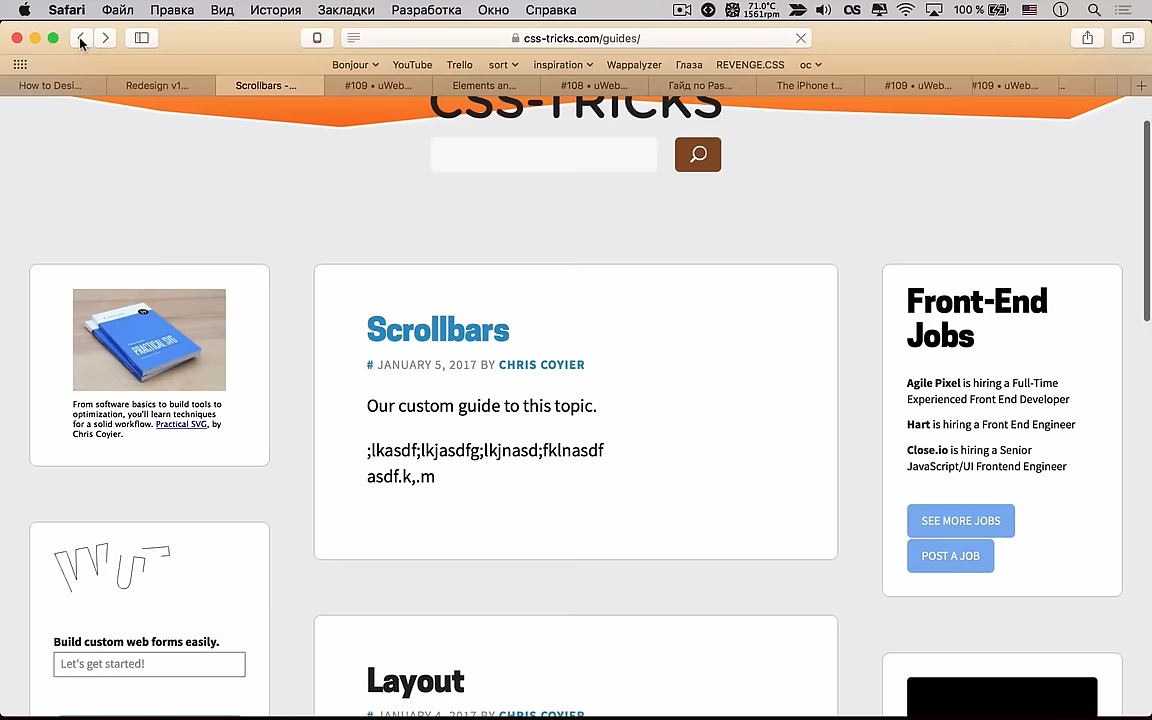 Safari Файл Правка Вид История Закладки Разработка Окно Справка 71.0°C 1561rpm 100 %
css-tricks.com/guides/
Bonjour YouTube Trello sort inspiration Wappalyzer Глаза REVENGE.CSS ос
How to Desi... Redesign v1... Scrollbars -... #109 • uWeb... Elements an... #108 • uWeb... Гайд по Pas... The iPhone t... #109 • uWeb... #109 • uWeb... ..
CSS-TRICKS
PRACTICAL SVG
From software basics to build tools to
optimization, you'll learn techniques
for a solid workflow. Practical SVG, by
Chris Coyier.
Wut
Build custom web forms easily.
Let's get started!
Scrollbars
# JANUARY 5, 2017 BY CHRIS COYIER
Our custom guide to this topic.
;lkasdf;lkjasdfg;lkjnasd;fklnasdf
asdf.k,.m
Layout
# JANUARY 4, 2017 BY CHRIS COYIER
Front-End
Jobs
Agile Pixel is hiring a Full-Time
Experienced Front End Developer
Hart is hiring a Front End Engineer
Close.io is hiring a Senior
JavaScript/UI Frontend Engineer
SEE MORE JOBS
POST A JOB